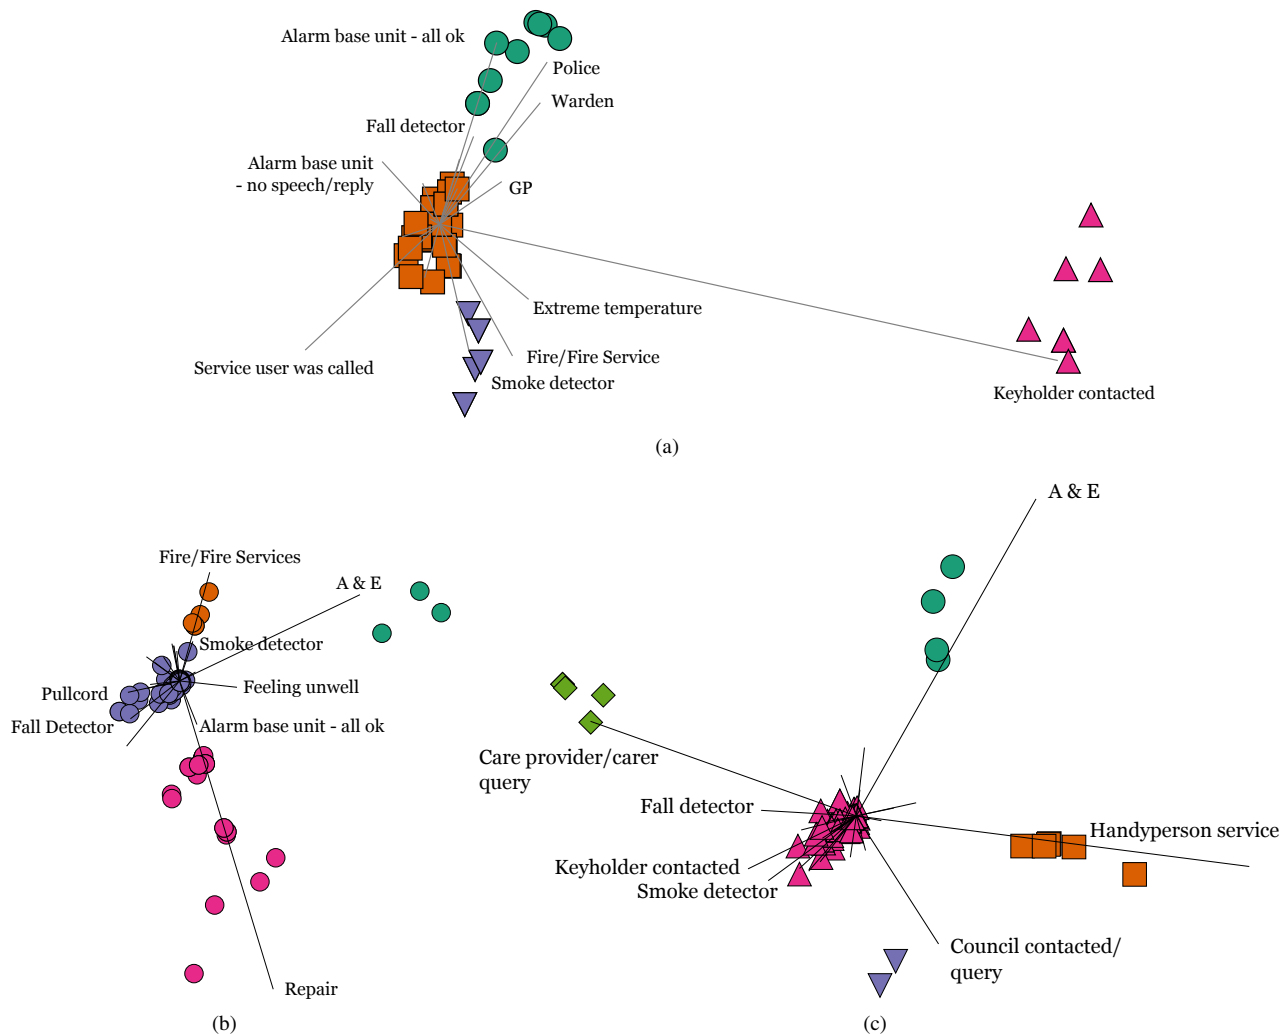 Alarm base unit - all ok
Police
Warden
Fall detector
Alarm base unit
- no speech/reply
GP
Extreme temperature
Service user was called
Fire/Fire Service
Smoke detector
Keyholder contacted
(a)
Fire/Fire Services
A & E
Smoke detector
Pullcord
Feeling unwell
Fall Detector
Alarm base unit - all ok
Repair
(b)
A & E
Care provider/carer
query
Fall detector
Handyperson service
Keyholder contacted
Smoke detector
Council contacted/
query
(c)